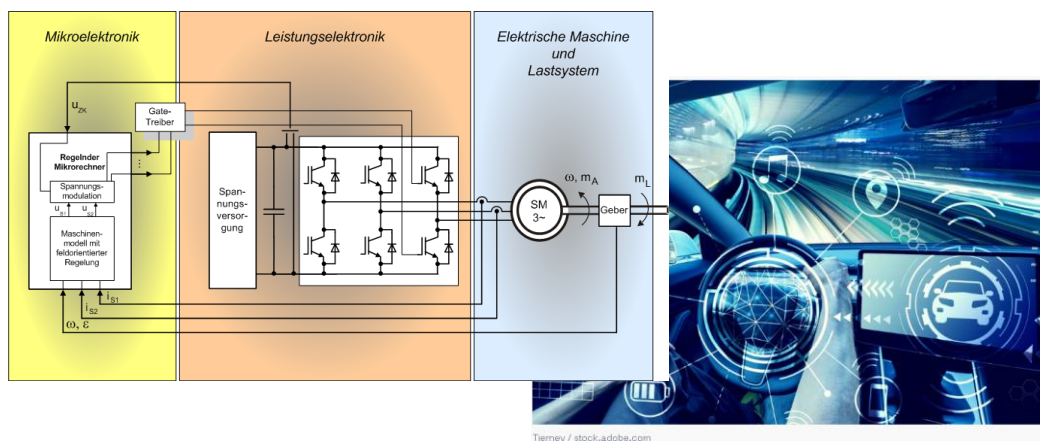 Mikroelektronik
Leistungselektronik
Elektrische Maschine
und
Lastsystem
u ZK
Gate-
Treiber
Regelnder
Mikrorechner
...
Spannungs-
modulation
u S1
u S2
Maschinen-
modell mit
feldorientierter
Regelung
i S1
i S2
ω, ε
Span-
nungs-
versor-
gung
SM
3~
ω, m A
Geber
m L
Tierney / stock.adobe.com